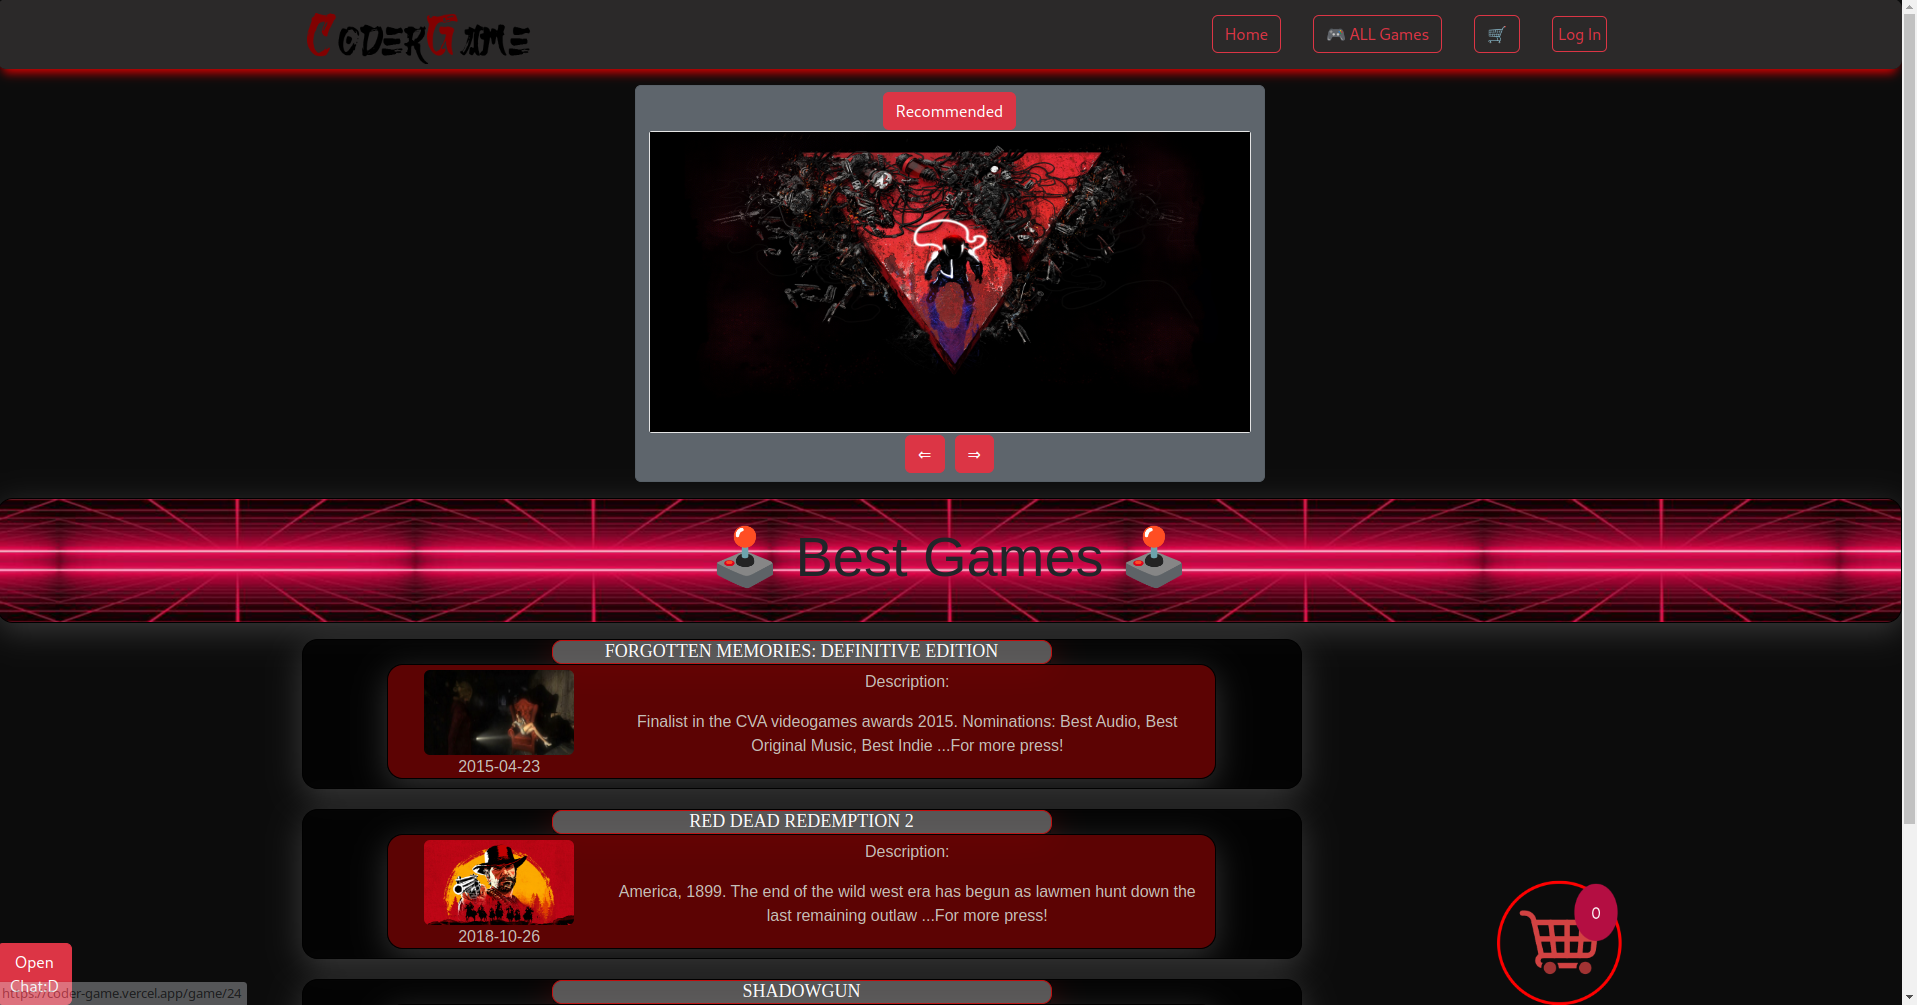 CoderGame
Home
ALL Games
Log In
Recommended
⇐ ⇒
Best Games
FORGOTTEN MEMORIES: DEFINITIVE EDITION
Description:
Finalist in the CVA videogames awards 2015. Nominations: Best Audio, Best
Original Music, Best Indie ...For more press!
2015-04-23
RED DEAD REDEMPTION 2
Description:
America, 1899. The end of the wild west era has begun as lawmen hunt down the
last remaining outlaw ...For more press!
2018-10-26
0
SHADOWGUN
Open
Chat:D
https://coder-game.vercel.app/game/24